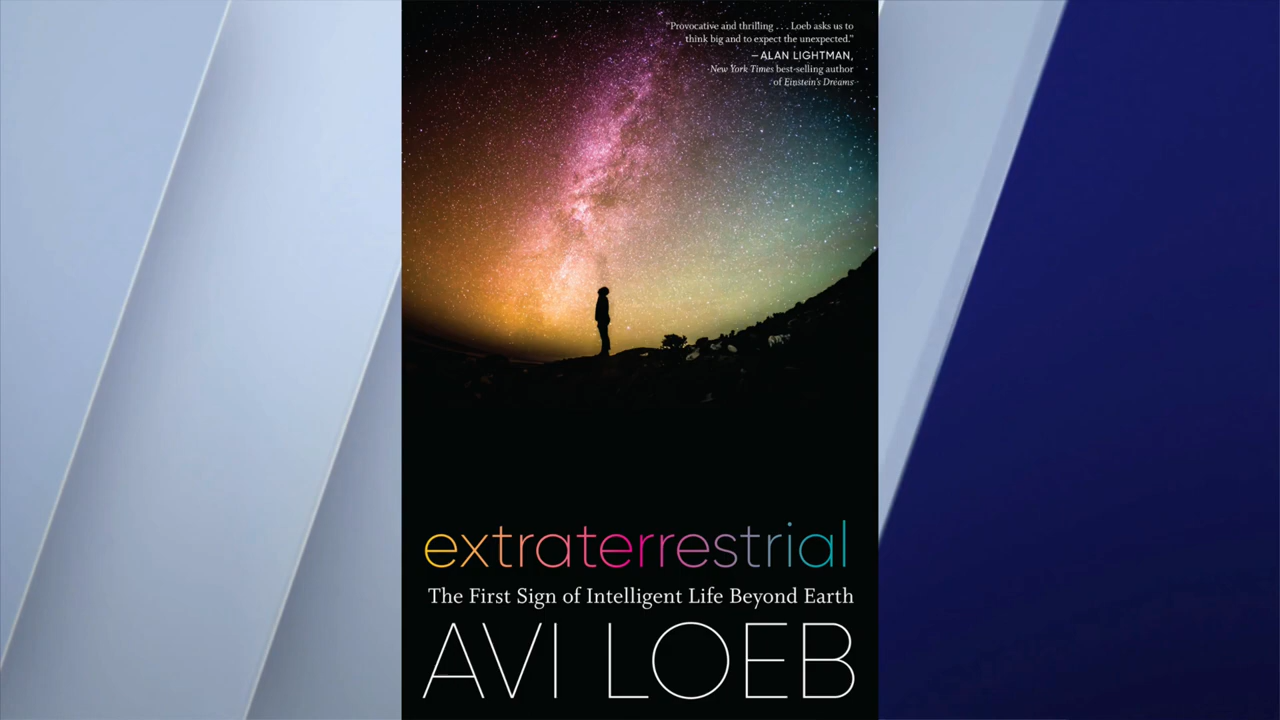 “Provocative and thrilling . . . Loeb asks us to
think big and to expect the unexpected.”
—ALAN LIGHTMAN,
New York Times best-selling author
of Einstein’s Dreams
extraterrestrial
The First Sign of Intelligent Life Beyond Earth
AVI LOEB